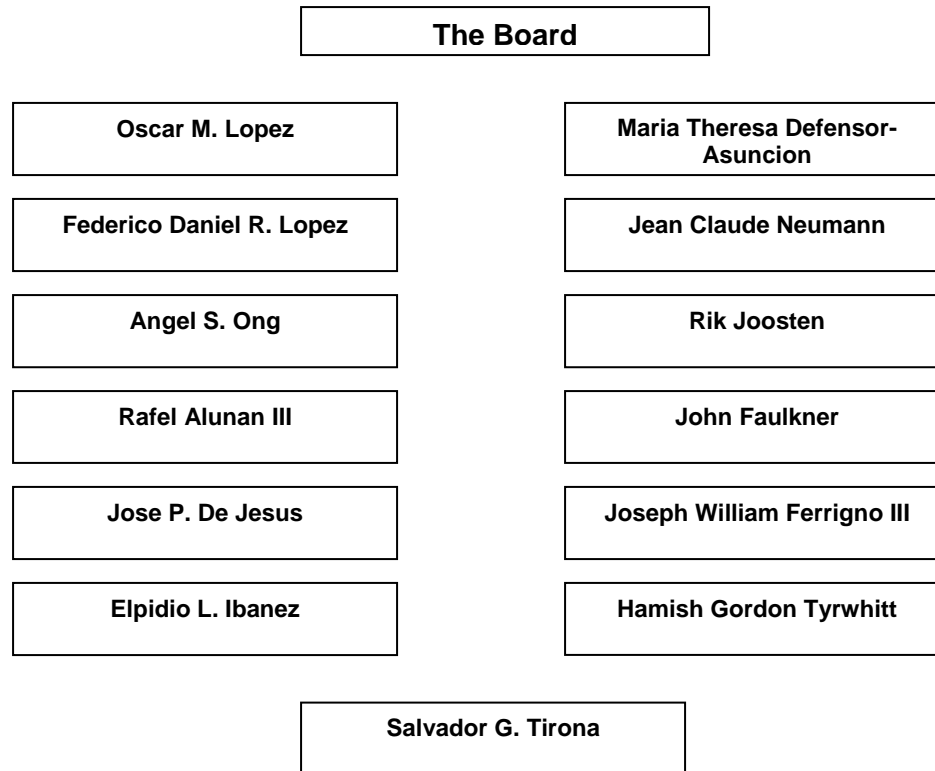 The Board
Oscar M. Lopez
Maria Theresa Defensor-
Asuncion
Federico Daniel R. Lopez
Jean Claude Neumann
Angel S. Ong
Rik Joosten
Rafel Alunan III
John Faulkner
Jose P. De Jesus
Joseph William Ferrigno III
Elpidio L. Ibanez
Hamish Gordon Tyrwhitt
Salvador G. Tirona